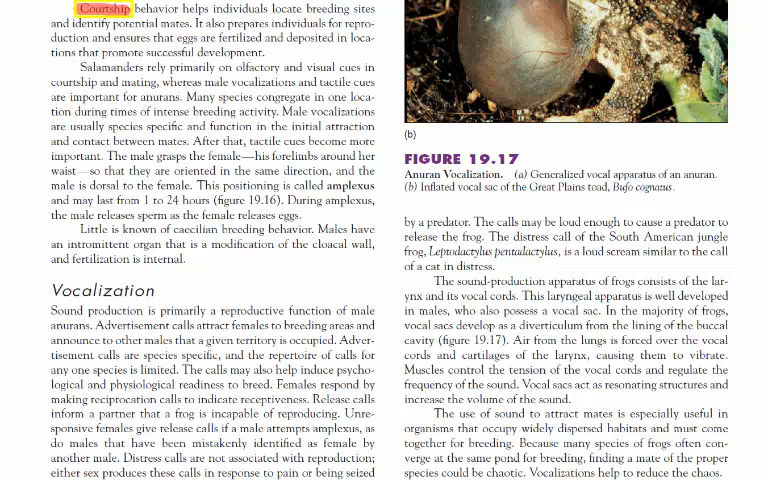 Courtship behavior helps individuals locate breeding sites
and identify potential mates. It also prepares individuals for repro-
duction and ensures that eggs are fertilized and deposited in loca-
tions that promote successful development.
Salamanders rely primarily on olfactory and visual cues in
courtship and mating, whereas male vocalizations and tactile cues
are important for anurans. Many species congregate in one loca-
tion during times of intense breeding activity. Male vocalizations
are usually species specific and function in the initial attraction
and contact between mates. After that, tactile cues become more
important. The male grasps the female—his forelimbs around her
waist—so that they are oriented in the same direction, and the
male is dorsal to the female. This positioning is called amplexus
and may last from 1 to 24 hours (figure 19.16). During amplexus,
the male releases sperm as the female releases eggs.
Little is known of caecilian breeding behavior. Males have
an intromittent organ that is a modification of the cloacal wall,
and fertilization is internal.
Vocalization
Sound production is primarily a reproductive function of male
anurans. Advertisement calls attract females to breeding areas and
announce to other males that a given territory is occupied. Adver-
tisement calls are species specific, and the repertoire of calls for
any one species is limited. The calls may also help induce psycho-
logical and physiological readiness to breed. Females respond by
making reciprocation calls to indicate receptiveness. Release calls
inform a partner that a frog is incapable of reproducing. Unre-
sponsive females give release calls if a male attempts amplexus, as
do males that have been mistakenly identified as female by
another male. Distress calls are not associated with reproduction;
either sex produces these calls in response to pain or being seized
(b)
FIGURE 19.17
Anuran Vocalization. (a) Generalized vocal apparatus of an anuran.
(b) Inflated vocal sac of the Great Plains toad, Bufo cognatus.
by a predator. The calls may be loud enough to cause a predator to
release the frog. The distress call of the South American jungle
frog, Leptodactylus pentadactylus, is a loud scream similar to the call
of a cat in distress.
The sound-production apparatus of frogs consists of the lar-
ynx and its vocal cords. This laryngeal apparatus is well developed
in males, who also possess a vocal sac. In the majority of frogs,
vocal sacs develop as a diverticulum from the lining of the buccal
cavity (figure 19.17). Air from the lungs is forced over the vocal
cords and cartilages of the larynx, causing them to vibrate.
Muscles control the tension of the vocal cords and regulate the
frequency of the sound. Vocal sacs act as resonating structures and
increase the volume of the sound.
The use of sound to attract mates is especially useful in
organisms that occupy widely dispersed habitats and must come
together for breeding. Because many species of frogs often con-
verge at the same pond for breeding, finding a mate of the proper
species could be chaotic. Vocalizations help to reduce the chaos.